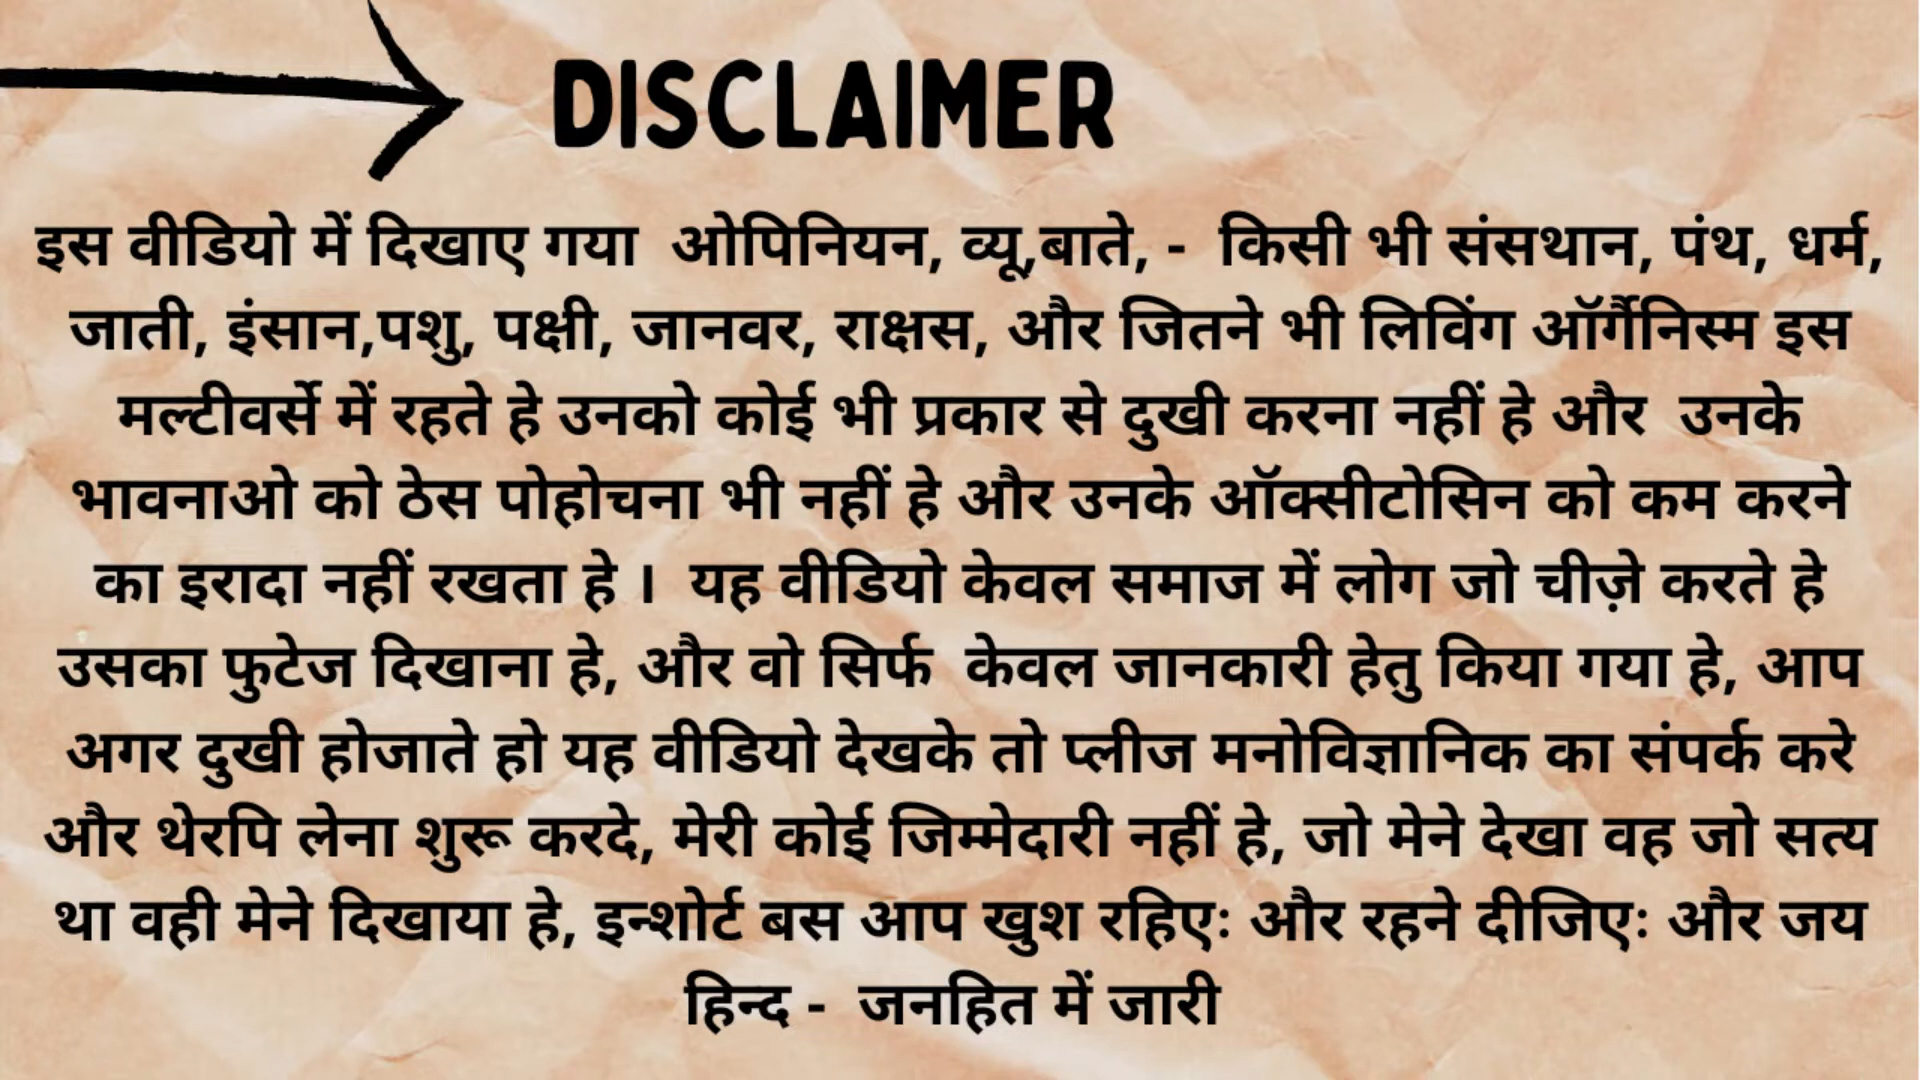 DISCLAIMER
इस वीडियो में दिखाए गया ओपिनियन, व्यू,बाते, - किसी भी संसथान, पंथ, धर्म,
जाती, इंसान,पशु, पक्षी, जानवर, राक्षस, और जितने भी लिविंग ऑर्गैनिस्म इस
मल्टीवर्से में रहते हे उनको कोई भी प्रकार से दुखी करना नहीं हे और उनके
भावनाओ को ठेस पोहोचना भी नहीं हे और उनके ऑक्सीटोसिन को कम करने
का इरादा नहीं रखता हे । यह वीडियो केवल समाज में लोग जो चीज़े करते हे
उसका फुटेज दिखाना हे, और वो सिर्फ केवल जानकारी हेतु किया गया हे, आप
अगर दुखी होजाते हो यह वीडियो देखके तो प्लीज मनोविज्ञानिक का संपर्क करे
और थेरपि लेना शुरू करदे, मेरी कोई जिम्मेदारी नहीं हे, जो मेने देखा वह जो सत्य
था वही मेने दिखाया हे, इन्शोर्ट बस आप खुश रहिएः और रहने दीजिएः और जय
हिन्द - जनहित में जारी